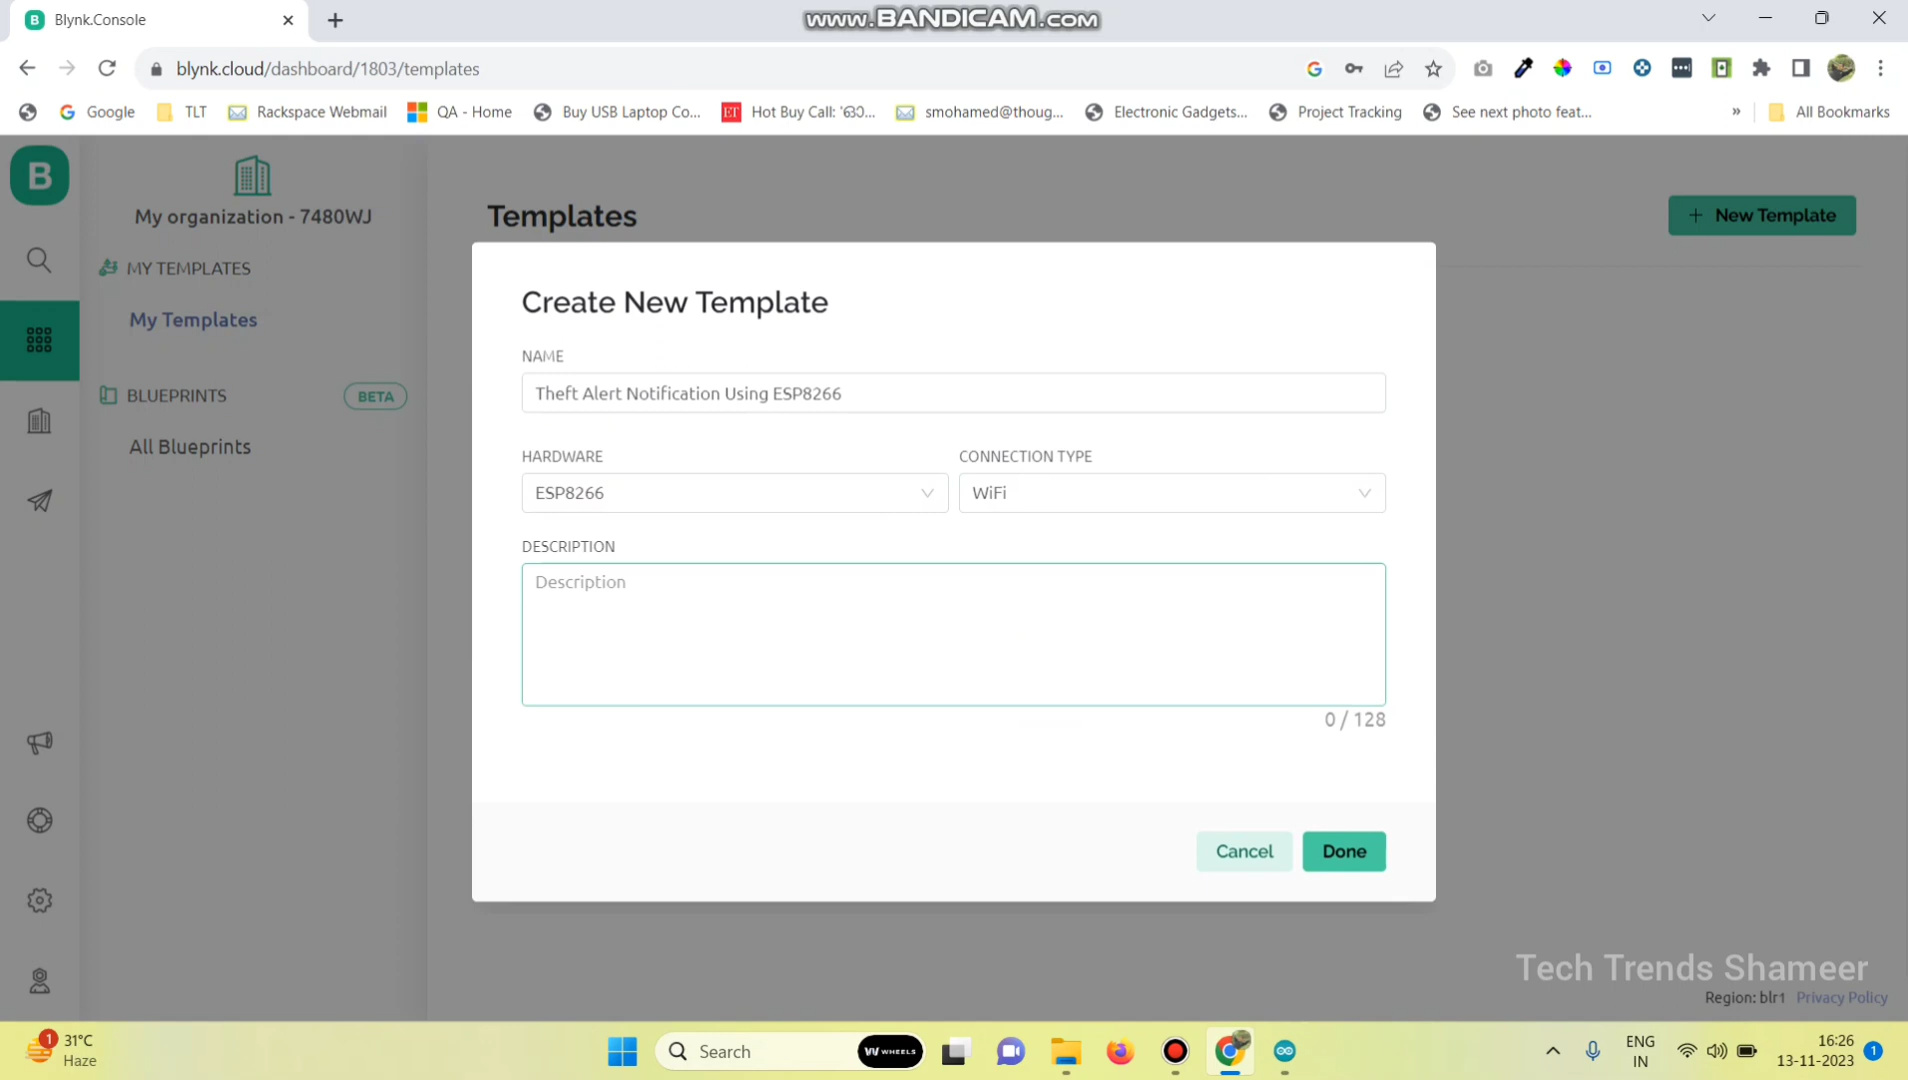 Blynk.Console
www.BANDICAM.com
blynk.cloud/dashboard/1803/templates
Google
TLT
Rackspace Webmail
QA - Home
Buy USB Laptop Co...
ET
Electronic Gadgets...
Hot Buy Call: 
smohamed@thoug...
Project Tracking
See next photo feat...
»
All Bookmarks
B
My organization - 7480WJ
MY TEMPLATES
My Templates
BLUEPRINTS
BETA
All Blueprints
Templates
+ New Template
Create New Template
NAME
Theft Alert Notification Using ESP8266
HARDWARE
CONNECTION TYPE
ESP8266
WiFi
DESCRIPTION
Description
0 / 128
Cancel
Done
Tech Trends Shameer
Region: blr1 Privacy Policy
1
31°C
Haze
Search
WHEELS
ENG
IN
16:26
13-11-2023
1